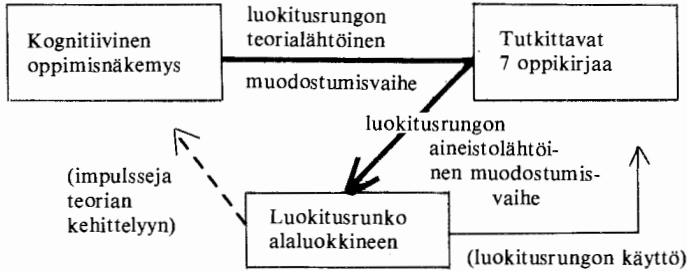 Kognitiivinen
oppimisnäkemys
luokitusrungon
teorialähtöinen
muodostumisvaihe
Tutkittavat
7 oppikirjaa
luokitusrungon
aineistolähtöi-
nen muodostumis-
vaihe
(impulsseja
teorian
kehittelyyn)
Luokitusrunko
alaluokkineen
(luokitusrungon käyttö)